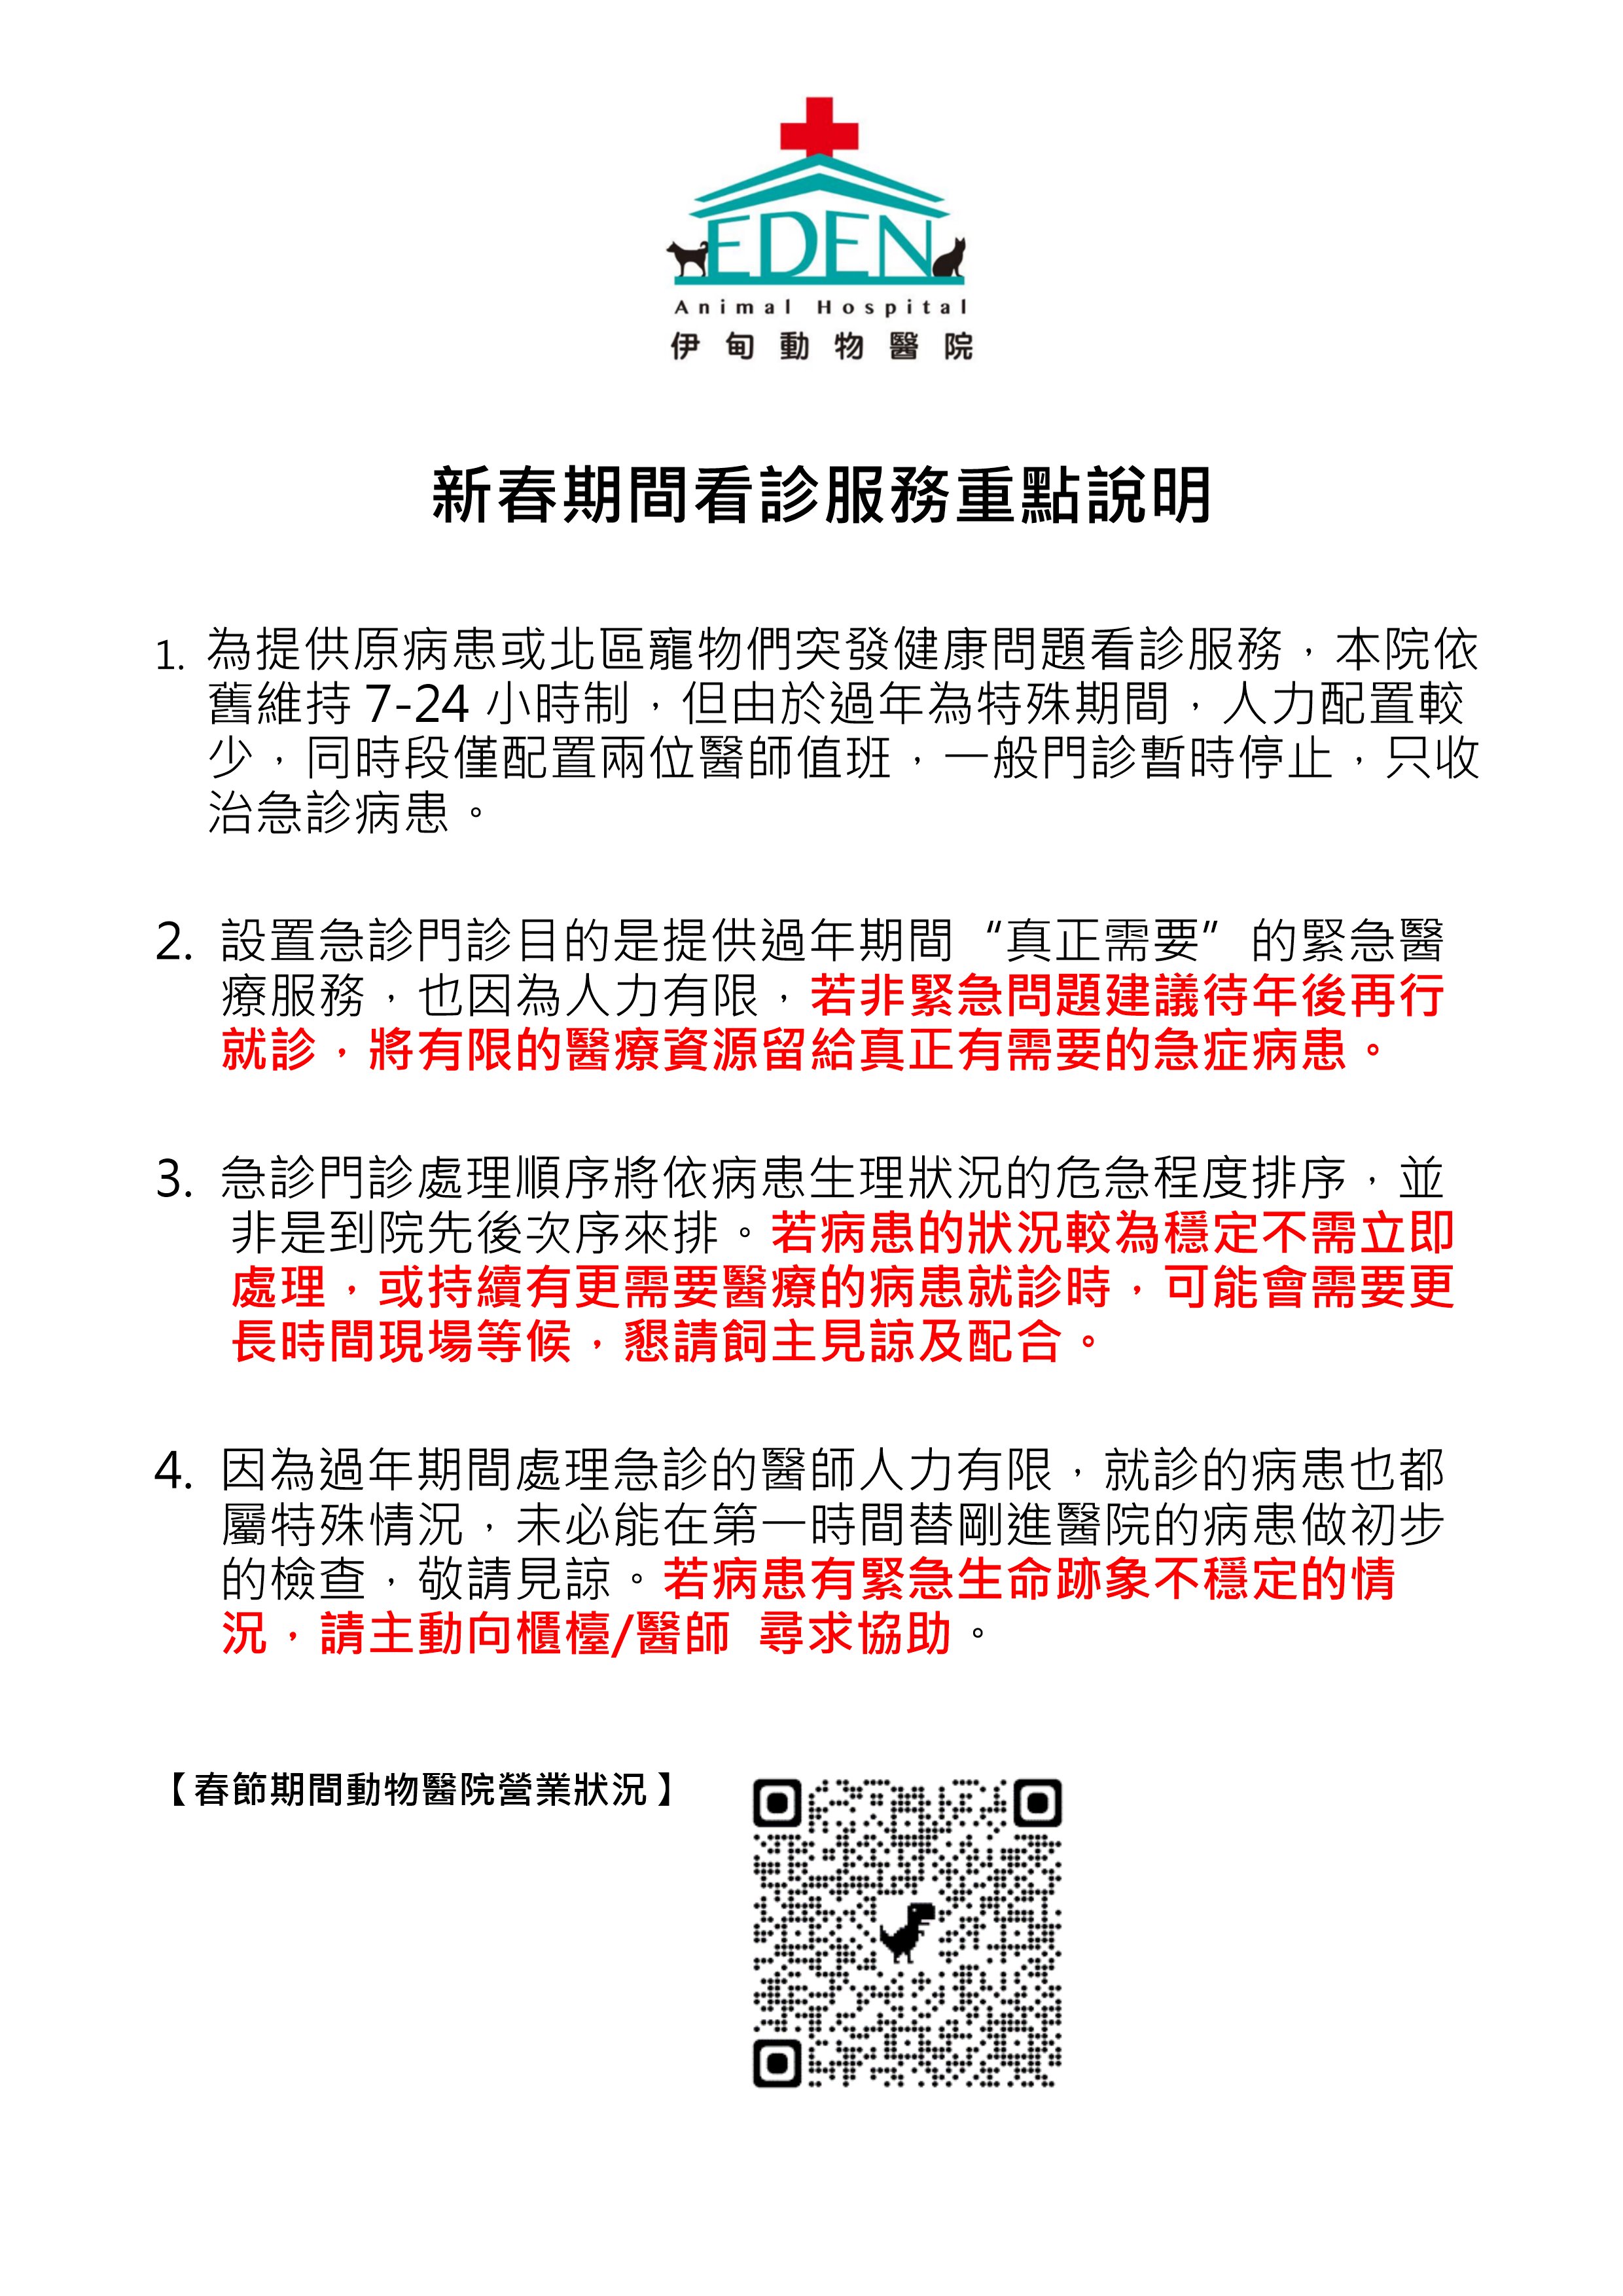 EDEN
Animal Hospital
伊甸動物醫院
新春期間看診服務重點說明
1. 為提供原病患或北區寵物們突發健康問題看診服務，本院依
舊維持 7-24 小時制，但由於過年為特殊期間，人力配置較
少，同時段僅配置兩位醫師值班，一般門診暫時停止，只收
治急診病患。
2. 設置急診門診目的是提供過年期間“真正需要”的緊急醫
療服務，也因為人力有限，若非緊急問題建議待年後再行
就診，將有限的醫療資源留給真正有需要的急症病患。
3. 急診門診處理順序將依病患生理狀況的危急程度排序，並
非是到院先後次序來排。若病患的狀況較為穩定不需立即
處理，或持續有更需要醫療的病患就診時，可能會需要更
長時間現場等候，懇請飼主見諒及配合。
4. 因為過年期間處理急診的醫師人力有限，就診的病患也都
屬特殊情況，未必能在第一時間替剛進醫院的病患做初步
的檢查，敬請見諒。若病患有緊急生命跡象不穩定的情
況，請主動向櫃檯/醫師 尋求協助。
【春節期間動物醫院營業狀況】